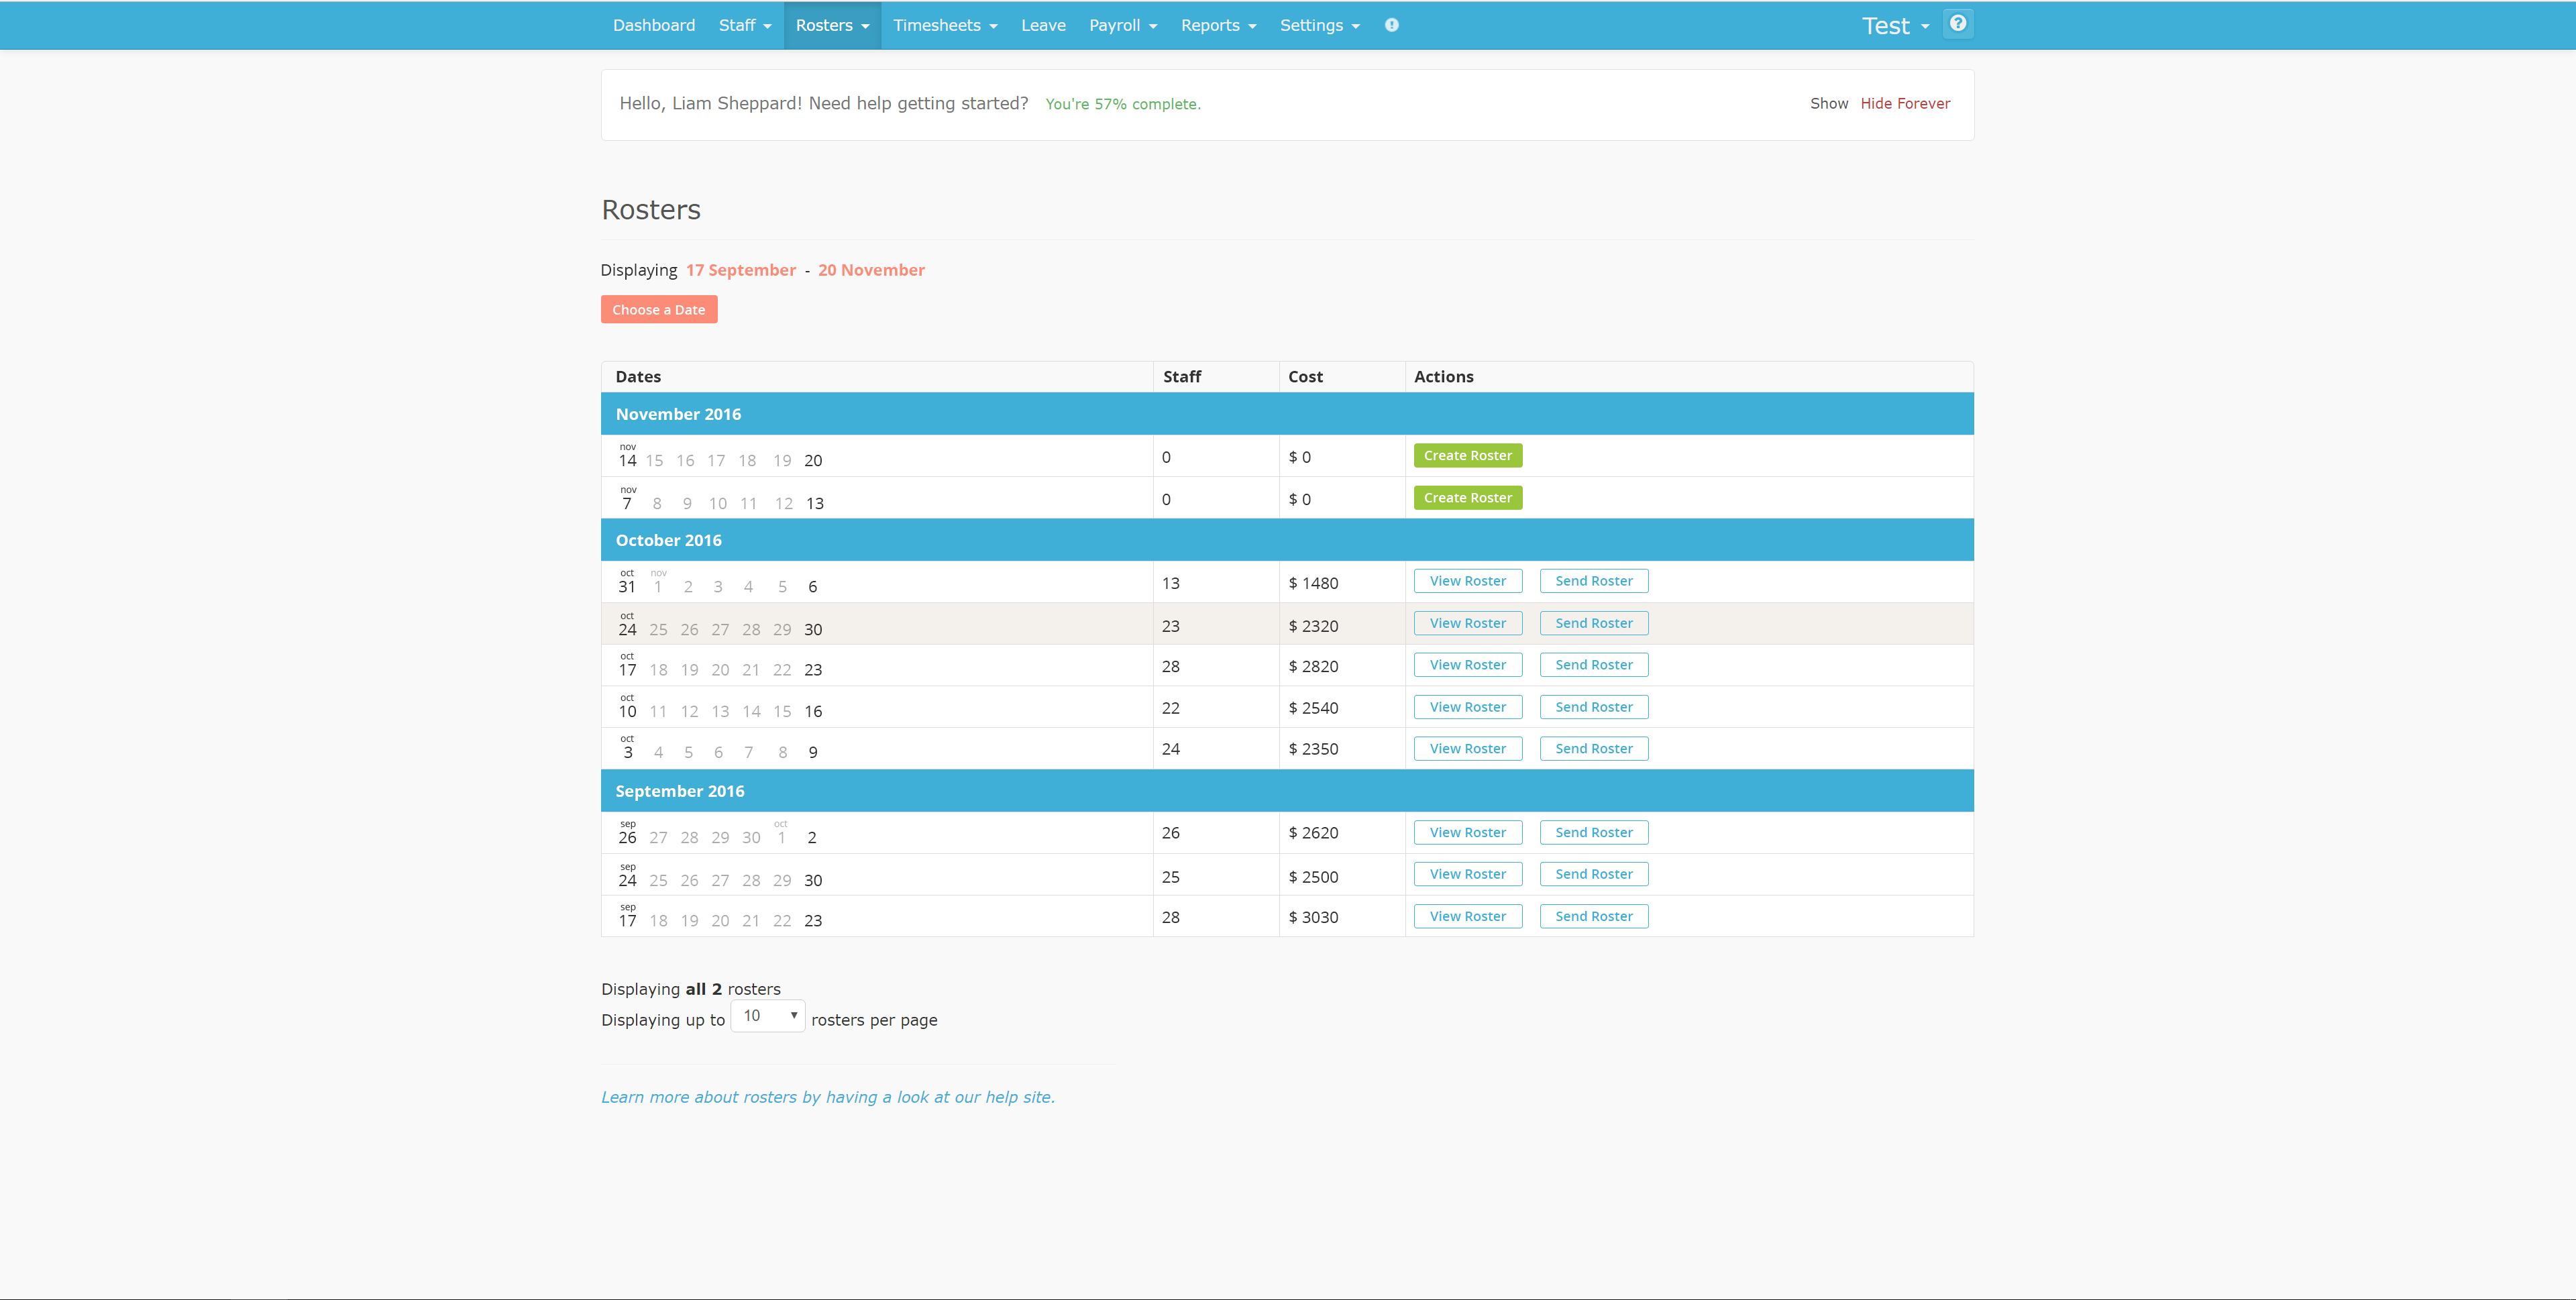 Dashboard Staff Rosters Timesheets Leave Payroll Reports Settings Test
Hello, Liam Sheppard! Need help getting started? You're 57% complete. Show Hide Forever
Rosters
Displaying 17 September - 20 November
Choose a Date
Dates Staff Cost Actions
November 2016
nov
14 15 16 17 18 19 20 0 $ 0 Create Roster
nov
7 8 9 10 11 12 13 0 $ 0 Create Roster
October 2016
oct nov
31 1 2 3 4 5 6 13 $ 1480 View Roster Send Roster
oct
24 25 26 27 28 29 30 23 $ 2320 View Roster Send Roster
oct
17 18 19 20 21 22 23 28 $ 2820 View Roster Send Roster
oct
10 11 12 13 14 15 16 22 $ 2540 View Roster Send Roster
oct
3 4 5 6 7 8 9 24 $ 2350 View Roster Send Roster
September 2016
sep oct
26 27 28 29 30 1 2 26 $ 2620 View Roster Send Roster
sep
24 25 26 27 28 29 30 25 $ 2500 View Roster Send Roster
sep
17 18 19 20 21 22 23 28 $ 3030 View Roster Send Roster
Displaying all 2 rosters
Displaying up to 10 rosters per page
Learn more about rosters by having a look at our help site.